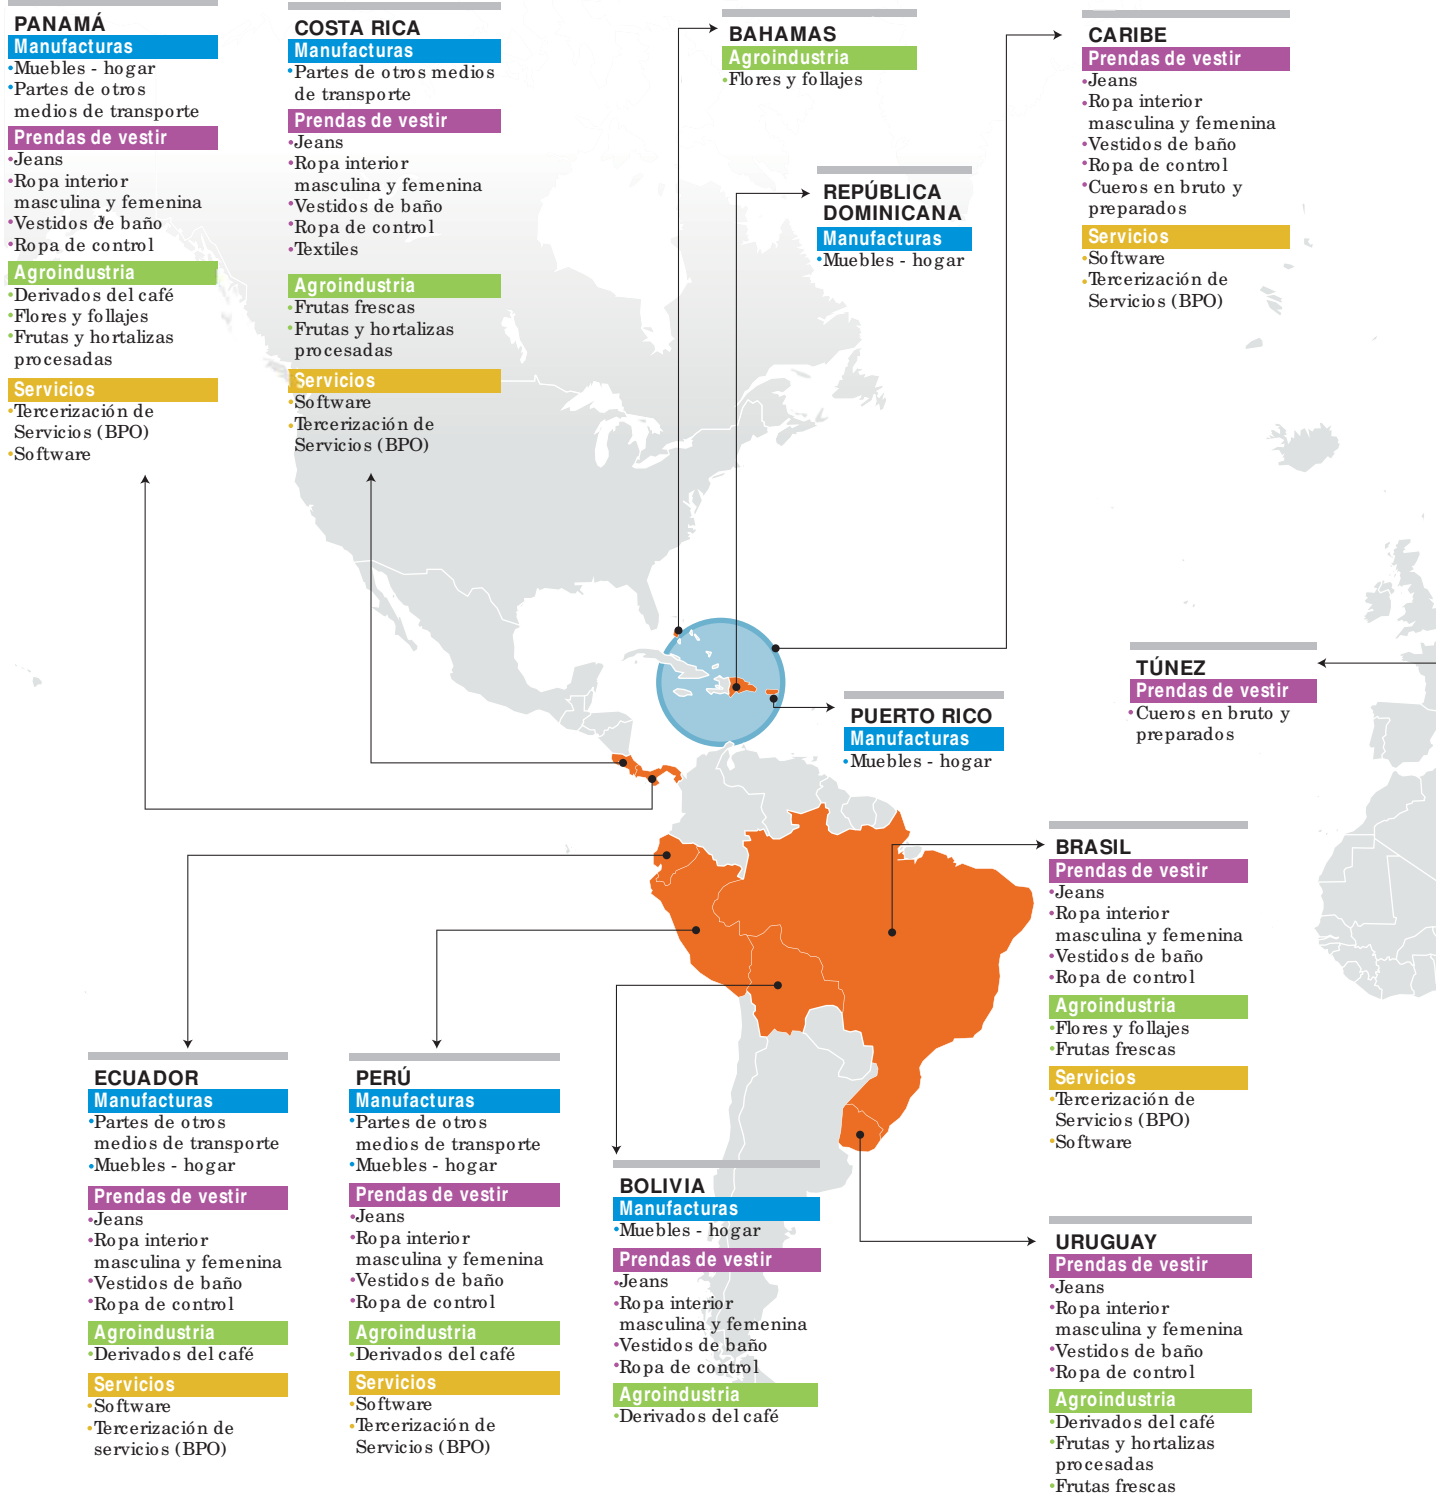 PANAMÁ
Manufacturas
•Muebles - hogar
•Partes de otros
medios de transporte
Prendas de vestir
•Jeans
•Ropa interior
masculina y femenina
•Vestidos de baño
•Ropa de control
Agroindustria
•Derivados del café
•Flores y follajes
•Frutas y hortalizas
procesadas
Servicios
•Tercerización de
Servicios (BPO)
•Software
COSTA RICA
Manufacturas
•Partes de otros medios
de transporte
Prendas de vestir
•Jeans
•Ropa interior
masculina y femenina
•Vestidos de baño
•Ropa de control
•Textiles
Agroindustria
•Frutas frescas
•Frutas y hortalizas
procesadas
Servicios
•Software
•Tercerización de
Servicios (BPO)
BAHAMAS
Agroindustria
•Flores y follajes
REPÚBLICA
DOMINICANA
Manufacturas
•Muebles - hogar
CARIBE
Prendas de vestir
•Jeans
•Ropa interior
masculina y femenina
•Vestidos de baño
•Ropa de control
•Cueros en bruto y
preparados
Servicios
•Software
•Tercerización de
Servicios (BPO)
TÚNEZ
Prendas de vestir
•Cueros en bruto y
preparados
PUERTO RICO
Manufacturas
•Muebles - hogar
BRASIL
Prendas de vestir
•Jeans
•Ropa interior
masculina y femenina
•Vestidos de baño
•Ropa de control
Agroindustria
•Flores y follajes
•Frutas frescas
Servicios
•Tercerización de
Servicios (BPO)
•Software
ECUADOR
Manufacturas
•Partes de otros
medios de transporte
•Muebles - hogar
Prendas de vestir
•Jeans
•Ropa interior
masculina y femenina
•Vestidos de baño
•Ropa de control
Agroindustria
•Derivados del café
Servicios
•Software
•Tercerización de
servicios (BPO)
PERÚ
Manufacturas
•Partes de otros
medios de transporte
•Muebles - hogar
Prendas de vestir
•Jeans
•Ropa interior
masculina y femenina
•Vestidos de baño
•Ropa de control
Agroindustria
•Derivados del café
Servicios
•Software
•Tercerización de
Servicios (BPO)
BOLIVIA
Manufacturas
•Muebles - hogar
Prendas de vestir
•Jeans
•Ropa interior
masculina y femenina
•Vestidos de baño
•Ropa de control
Agroindustria
•Derivados del café
URUGUAY
Prendas de vestir
•Jeans
•Ropa interior
masculina y femenina
•Vestidos de baño
•Ropa de control
Agroindustria
•Derivados del café
•Frutas y hortalizas
procesadas
•Frutas frescas